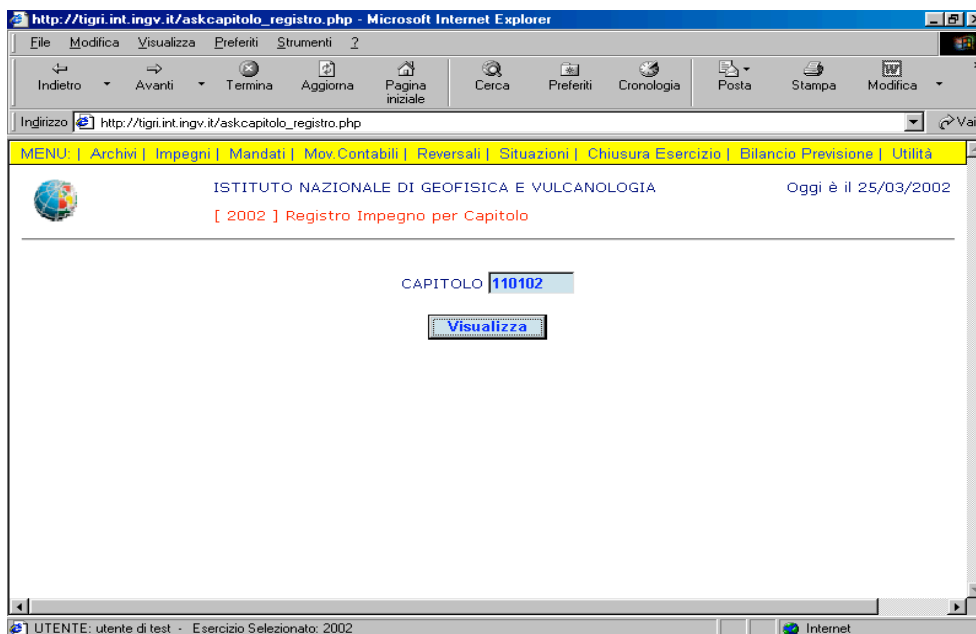 http://tigri.int.ingv.it/askcapitolo_registro.php - Microsoft Internet Explorer
File Modifica Visualizza Preferiti Strumenti ?
Indietro Avanti Termina Aggiorna Pagina iniziale Cerca Preferiti Cronologia Posta Stampa Modifica
Indirizzo http://tigri.int.ingv.it/askcapitolo_registro.php Vai
MENU: | Archivi | Impegni | Mandati | Mov.Contabili | Reversali | Situazioni | Chiusura Esercizio | Bilancio Previsione | Utilità
ISTITUTO NAZIONALE DI GEOFISICA E VULCANOLOGIA Oggi è il 25/03/2002
[ 2002 ] Registro Impegno per Capitolo
CAPITOLO 110102
Visualizza
UTENTE: utente di test - Esercizio Selezionato: 2002 Internet